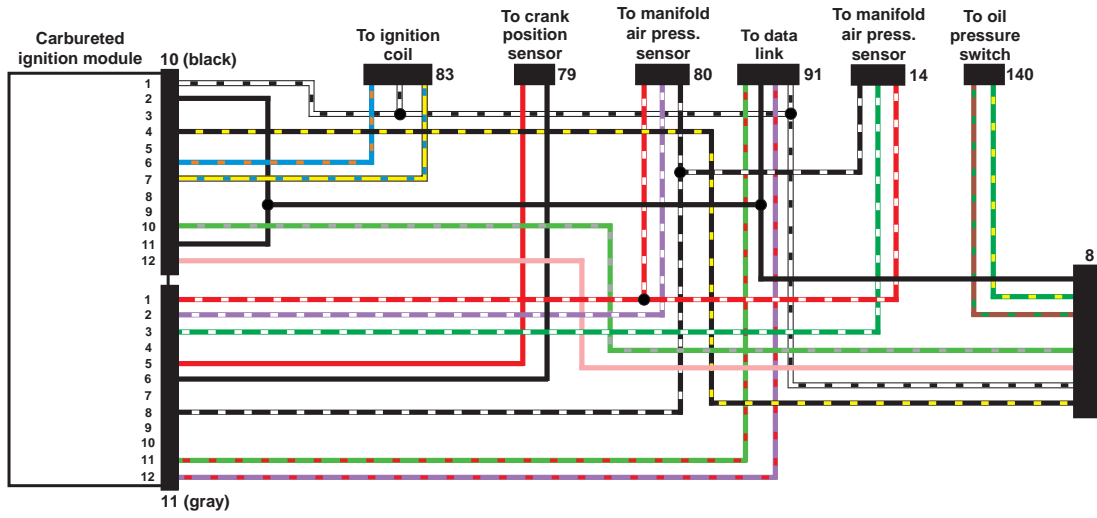 Carbureted
ignition module
10 (black)
To ignition
coil
83
To crank
position
sensor
79
To manifold
air press.
sensor
80
To data
link
91
To manifold
air press.
sensor
14
To oil
pressure
switch
140
1
2
3
4
5
6
7
8
9
10
11
12
8
1
2
3
4
5
6
7
8
9
10
11
12
11 (gray)